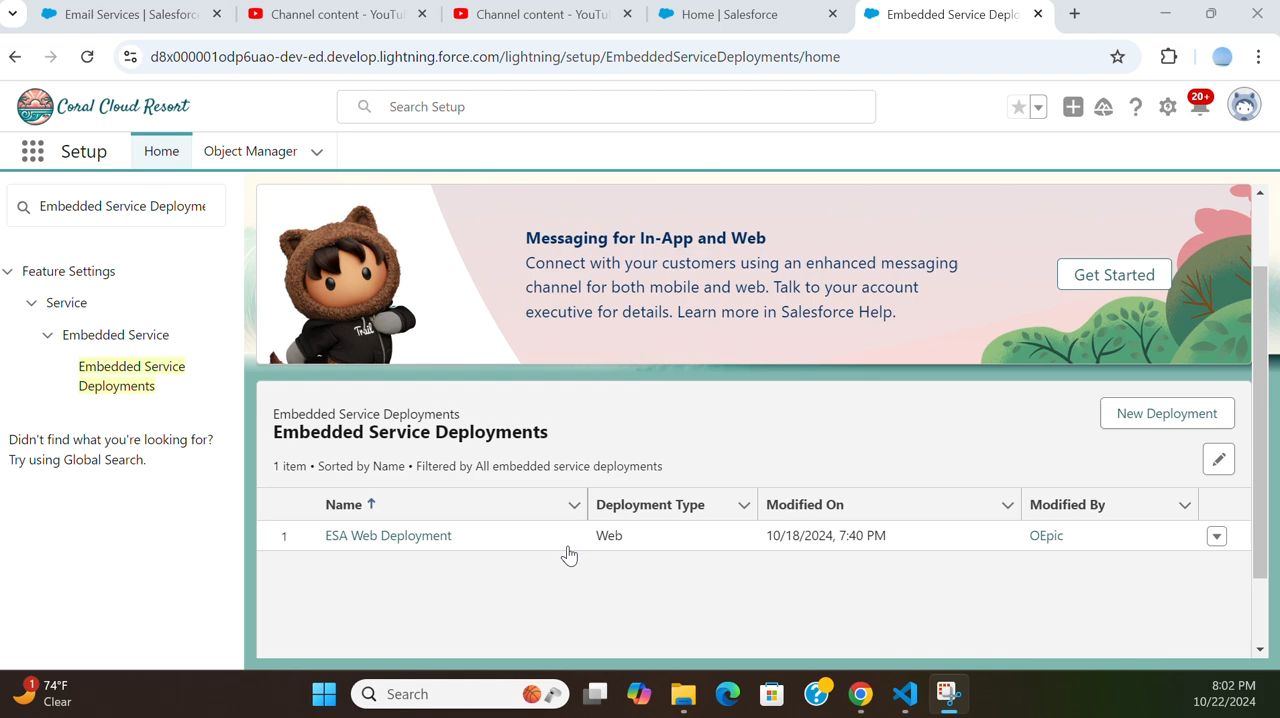 Email Services | Salesforc
Channel content - YouTu
Channel content - YouTu
Home | Salesforce
Embedded Service Deplo
d8x000001odp6uao-dev-ed.develop.lightning.force.com/lightning/setup/EmbeddedServiceDeployments/home
Coral Cloud Resort
Search Setup
20+
Setup
Home
Object Manager
Embedded Service Deployme
Feature Settings
Service
Embedded Service
Embedded Service
Deployments
Didn't find what you're looking for?
Try using Global Search.
Messaging for In-App and Web
Connect with your customers using an enhanced messaging
channel for both mobile and web. Talk to your account
executive for details. Learn more in Salesforce Help.
Get Started
Embedded Service Deployments
Embedded Service Deployments
New Deployment
1 item • Sorted by Name • Filtered by All embedded service deployments
Name
Deployment Type
Modified On
Modified By
1
ESA Web Deployment
Web
10/18/2024, 7:40 PM
OEpic
1
74°F
Clear
Search
8:02 PM
10/22/2024